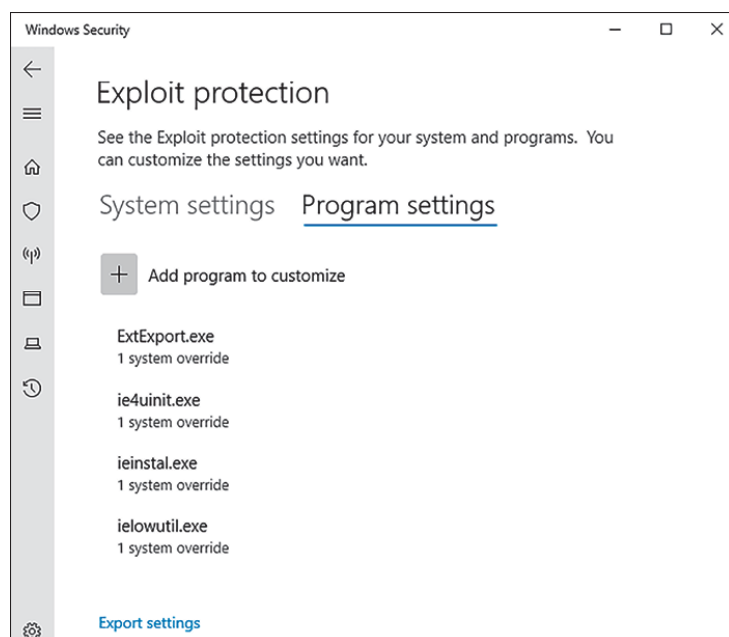 Windows Security
Exploit protection
See the Exploit protection settings for your system and programs. You
can customize the settings you want.
System settings Program settings
Add program to customize
ExtExport.exe
1 system override
ie4uinit.exe
1 system override
ieinstal.exe
1 system override
ielowutil.exe
1 system override
Export settings